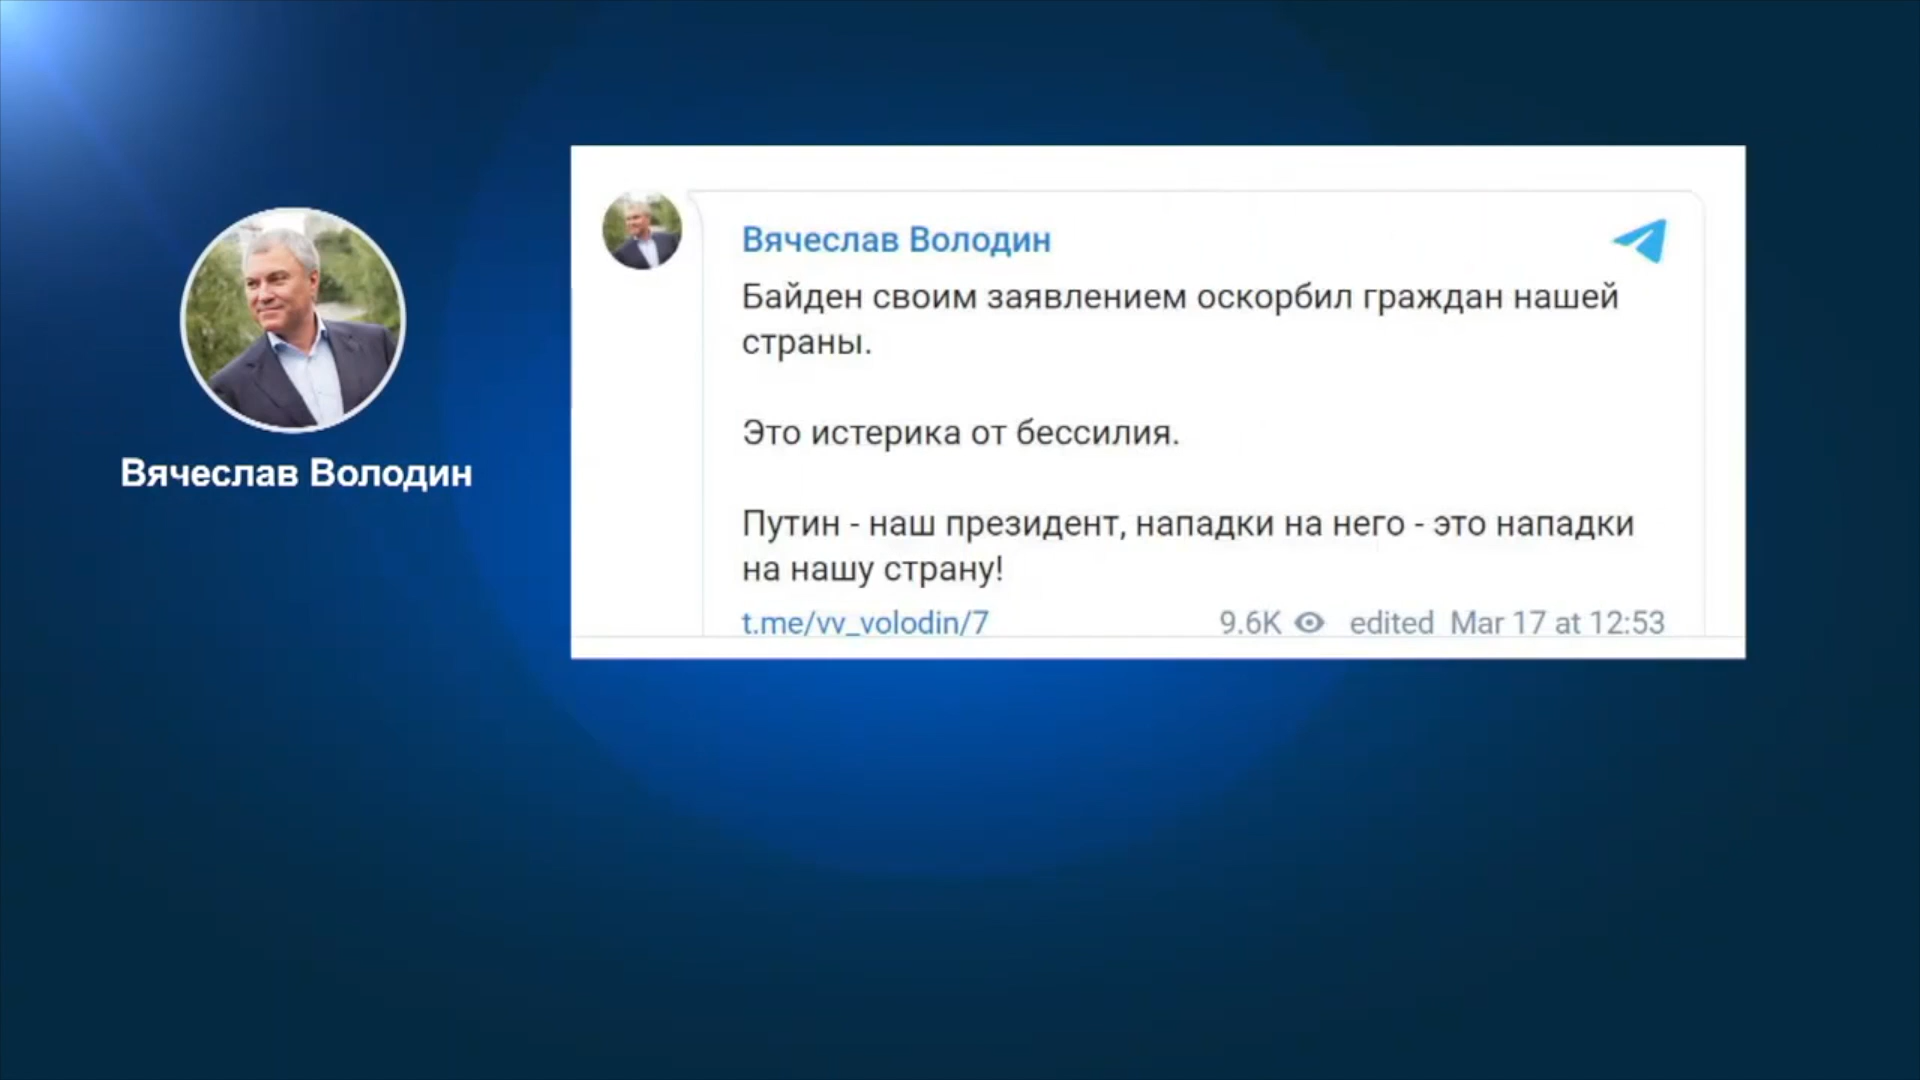 Вячеслав Володин
Вячеслав Володин
Байден своим заявлением оскорбил граждан нашей
страны.
Это истерика от бессилия.
Путин - наш президент, нападки на него - это нападки
на нашу страну!
t.me/vv_volodin/7 9.6K edited Mar 17 at 12:53